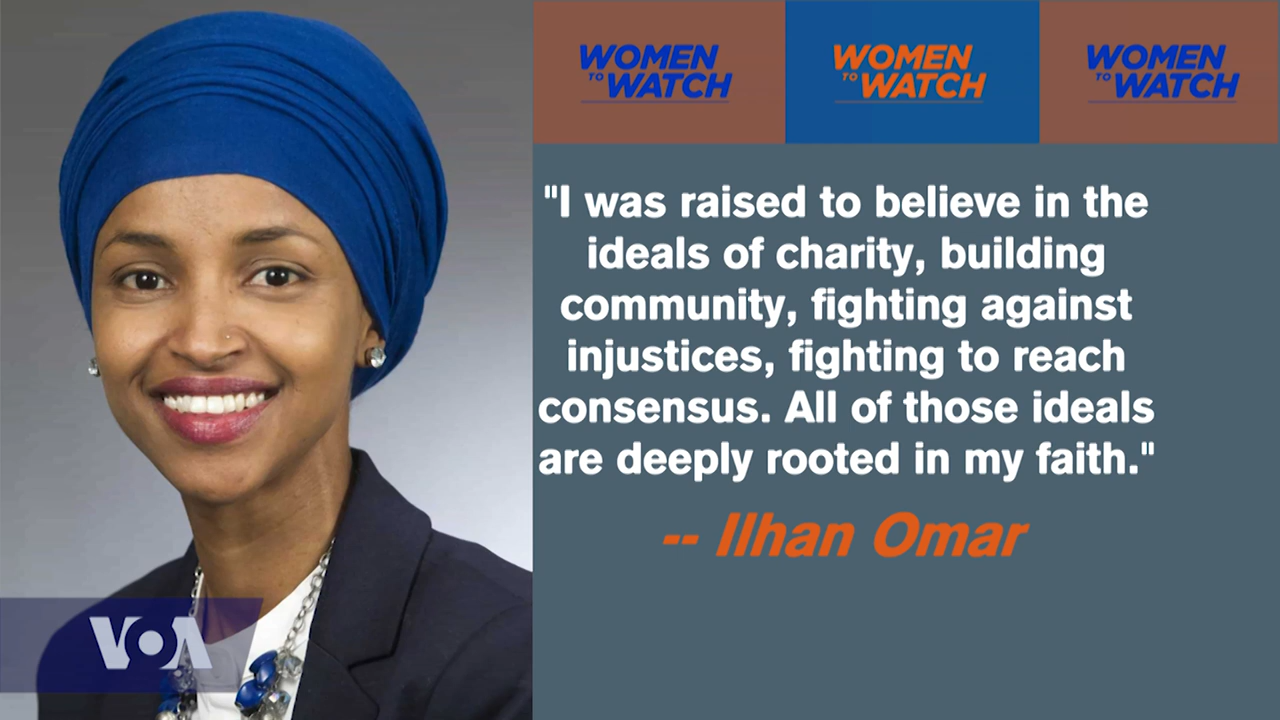 WOMEN
TO WATCH
WOMEN
TO WATCH
WOMEN
TO WATCH
"I was raised to believe in the
ideals of charity, building
community, fighting against
injustices, fighting to reach
consensus. All of those ideals
are deeply rooted in my faith."
-- Ilhan Omar
VOA